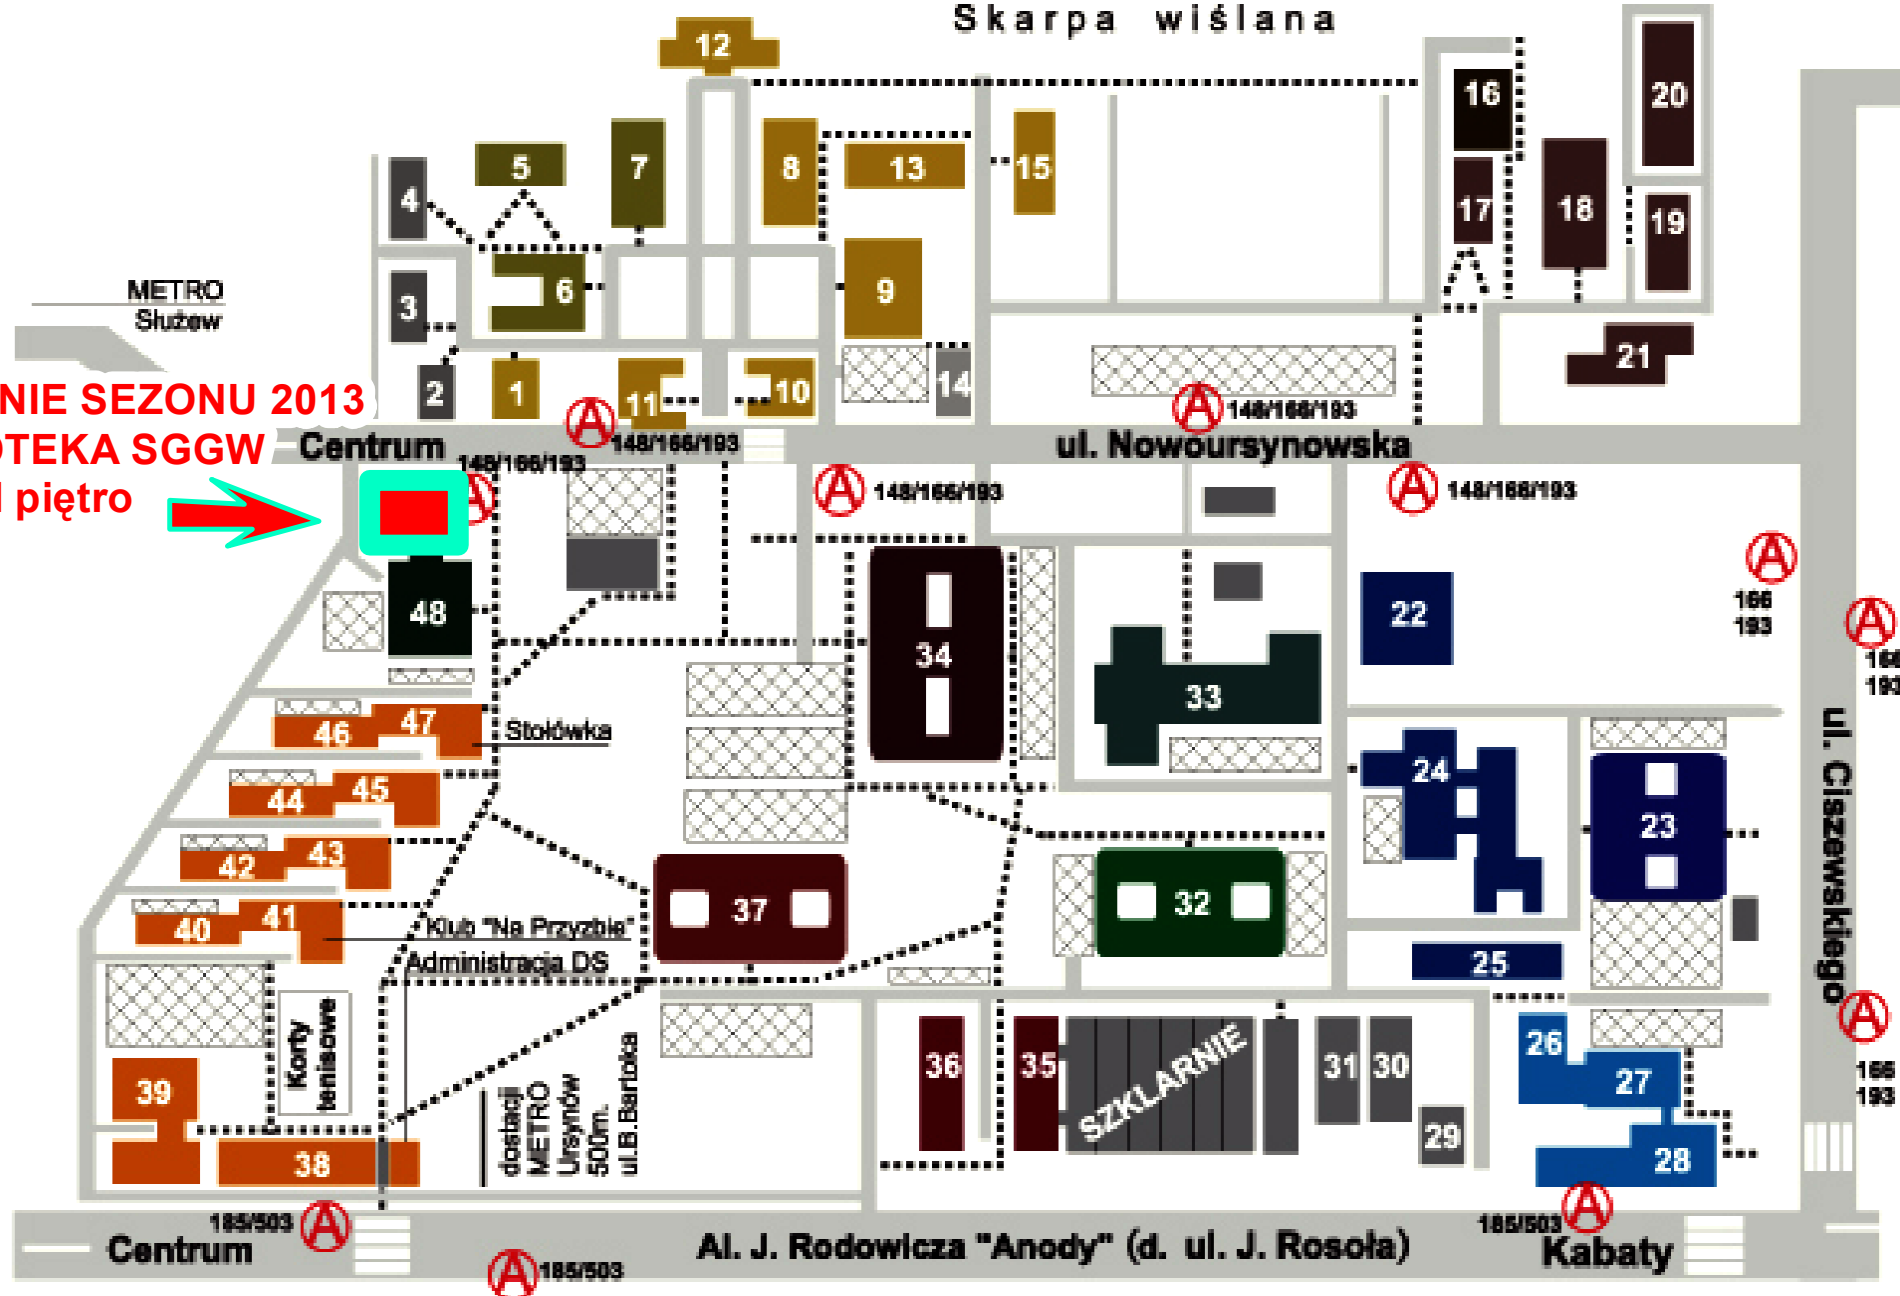 Skarpa wiślana
12
16
20
5
7
8
13
15
4
17
18
19
METRO
Służew
3
6
9
2
1
11
10
14
21
NIE SEZONU 2013
OTEKA SGGW
piętro
A
148/166/193
A
148/166/193
Centrum
ul. Nowoursynowska
148/166/193
A
A
148/166/193
A
148/166/193
A
166
193
A
166
193
48
34
22
33
46
47
Stołówka
44
45
24
23
42
43
ul. Ciszewskiego
40
41
Klub "Na Przyzbie"
Administracja DS
37
32
25
Korty
tenisowe
39
38
dostacji
METRO
Ursynów
500m.
ul.B.Bartoka
36
35
SZKLARNIE
31
30
29
26
27
28
A
166
193
185/503
A
185/503
A
Centrum
A
185/503
Al. J. Rodowicza "Anody" (d. ul. J. Rosoła)
Kabaty